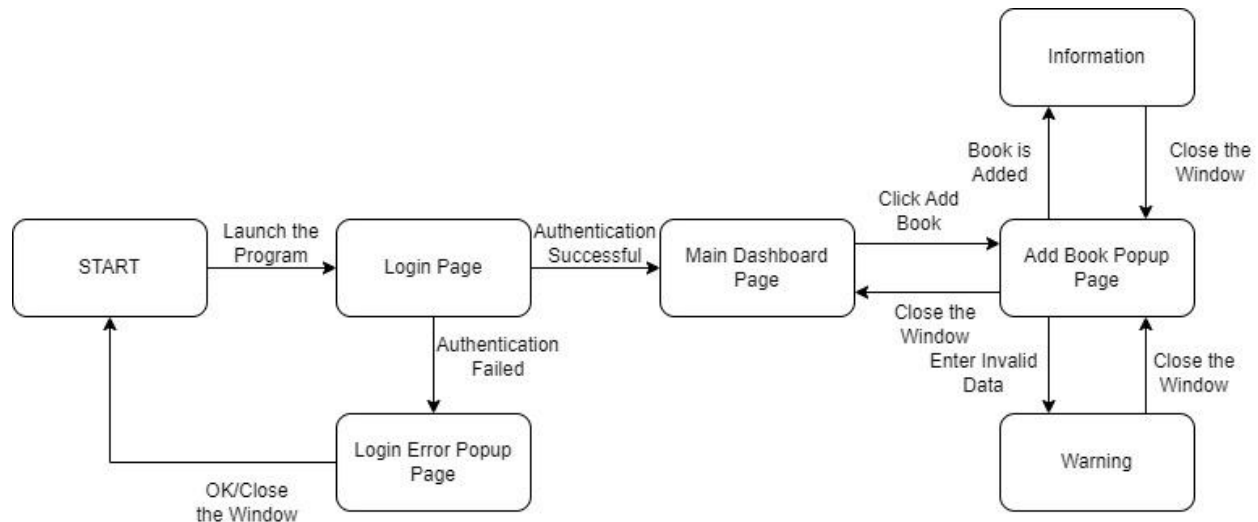 Information
Book is
Added
Close the
Window
Click Add
Book
START
Launch the
Program
Login Page
Authentication
Successful
Main Dashboard
Page
Add Book Popup
Page
Close the
Window
Authentication
Failed
Enter Invalid
Data
Close the
Window
Login Error Popup
Page
Warning
OK/Close
the Window